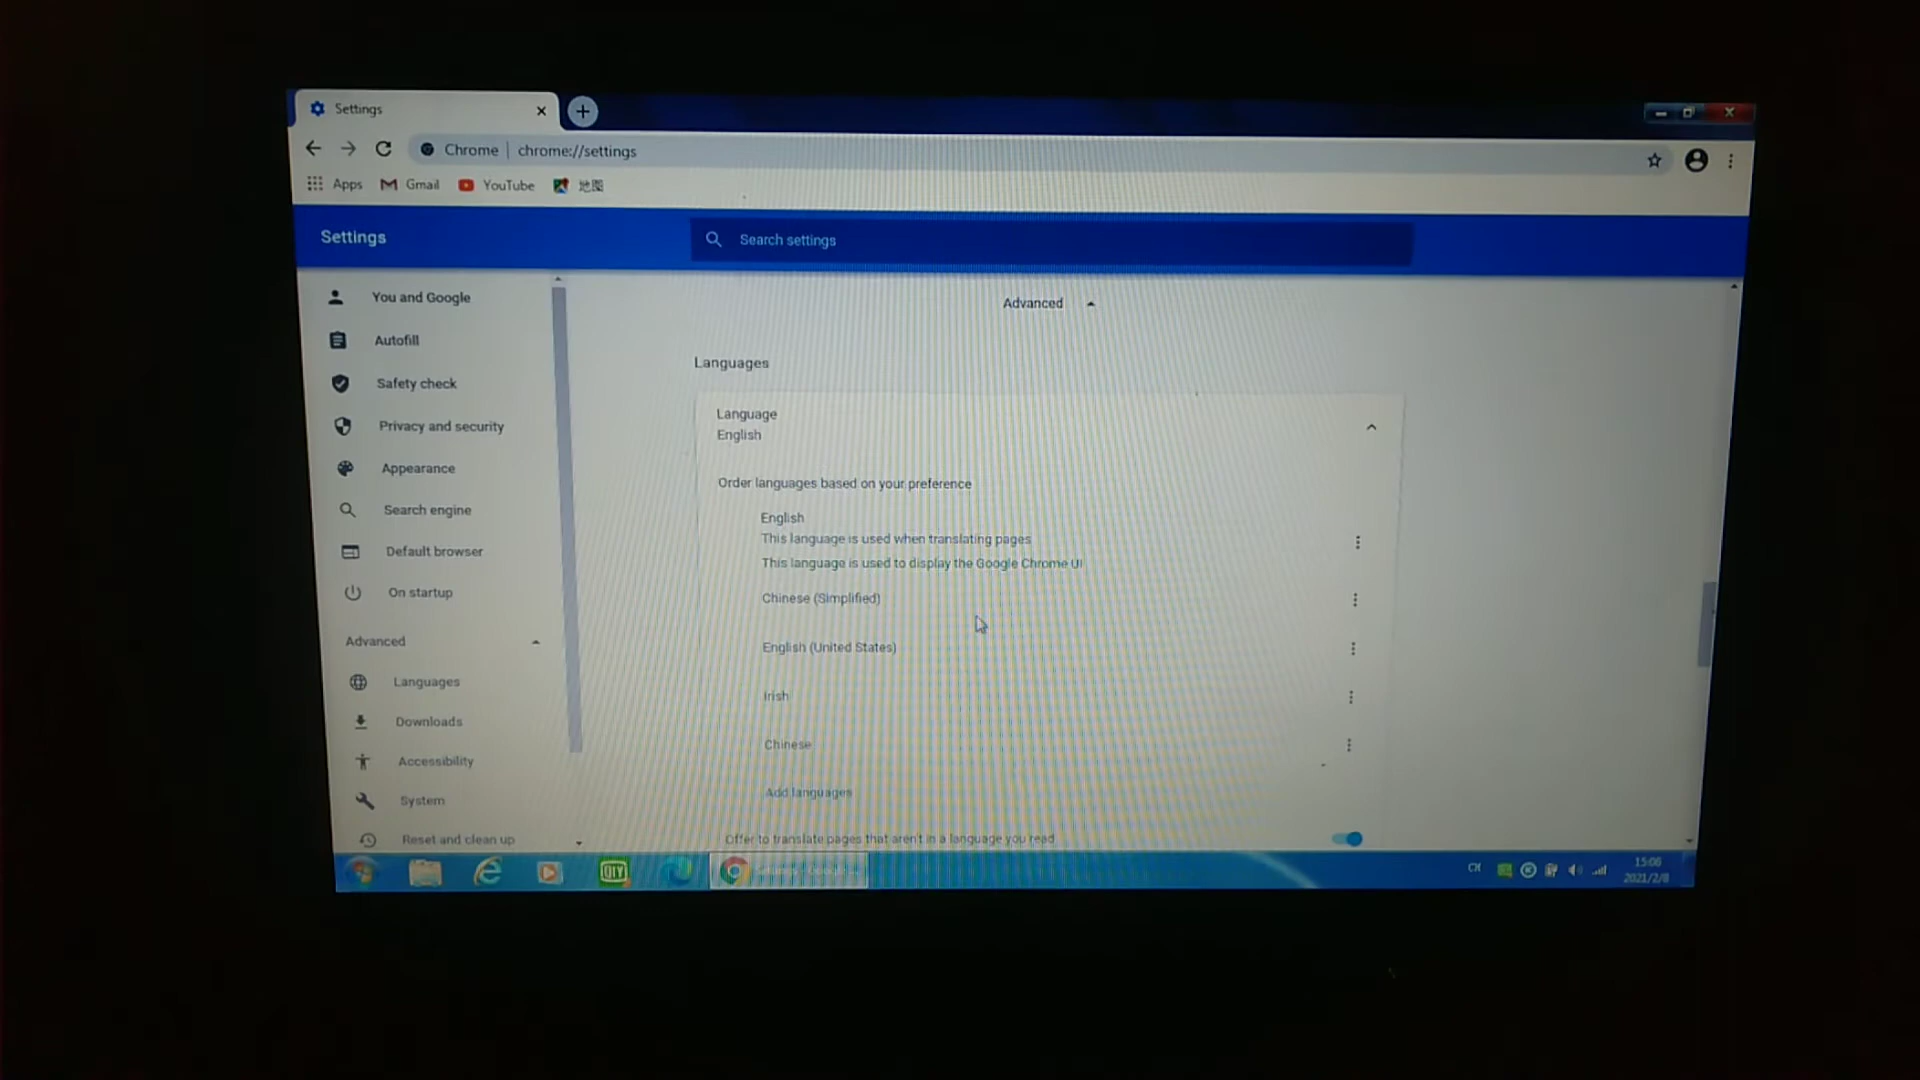 Settings
Chrome | chrome://settings
Apps Gmail YouTube 地图
Settings
Search settings
You and Google
Autofill
Safety check
Privacy and security
Appearance
Search engine
Default browser
On startup
Advanced
Languages
Downloads
Accessibility
System
Reset and clean up
Advanced
Languages
Language
English
Order languages based on your preference
English
This language is used when translating pages
This language is used to display the Google Chrome UI
Chinese (Simplified)
English (United States)
Irish
Chinese
Add languages
Offer to translate pages that aren't in a language you read
QIY
CH
15:06
2021/2/8